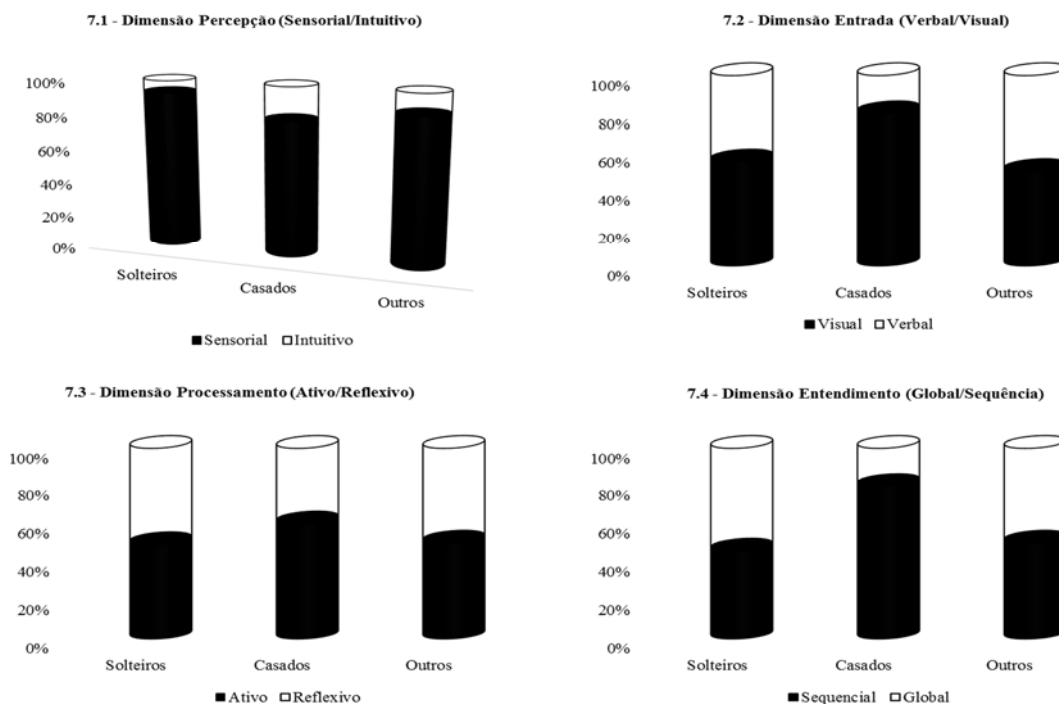 7.1 - Dimensão Percepção (Sensorial/Intuitivo)
100%
80%
60%
40%
20%
0%
Solteiros
Casados
Outros
■Sensorial □Intuitivo
7.2 - Dimensão Entrada (Verbal/Visual)
100%
80%
60%
40%
20%
0%
Solteiros Casados Outros
■Visual □Verbal
7.3 - Dimensão Processamento (Ativo/Reflexivo)
100%
80%
60%
40%
20%
0%
Solteiros Casados Outros
■Ativo □Reflexivo
7.4 - Dimensão Entendimento (Global/Sequência)
100%
80%
60%
40%
20%
0%
Solteiros Casados Outros
■Sequencial □Global